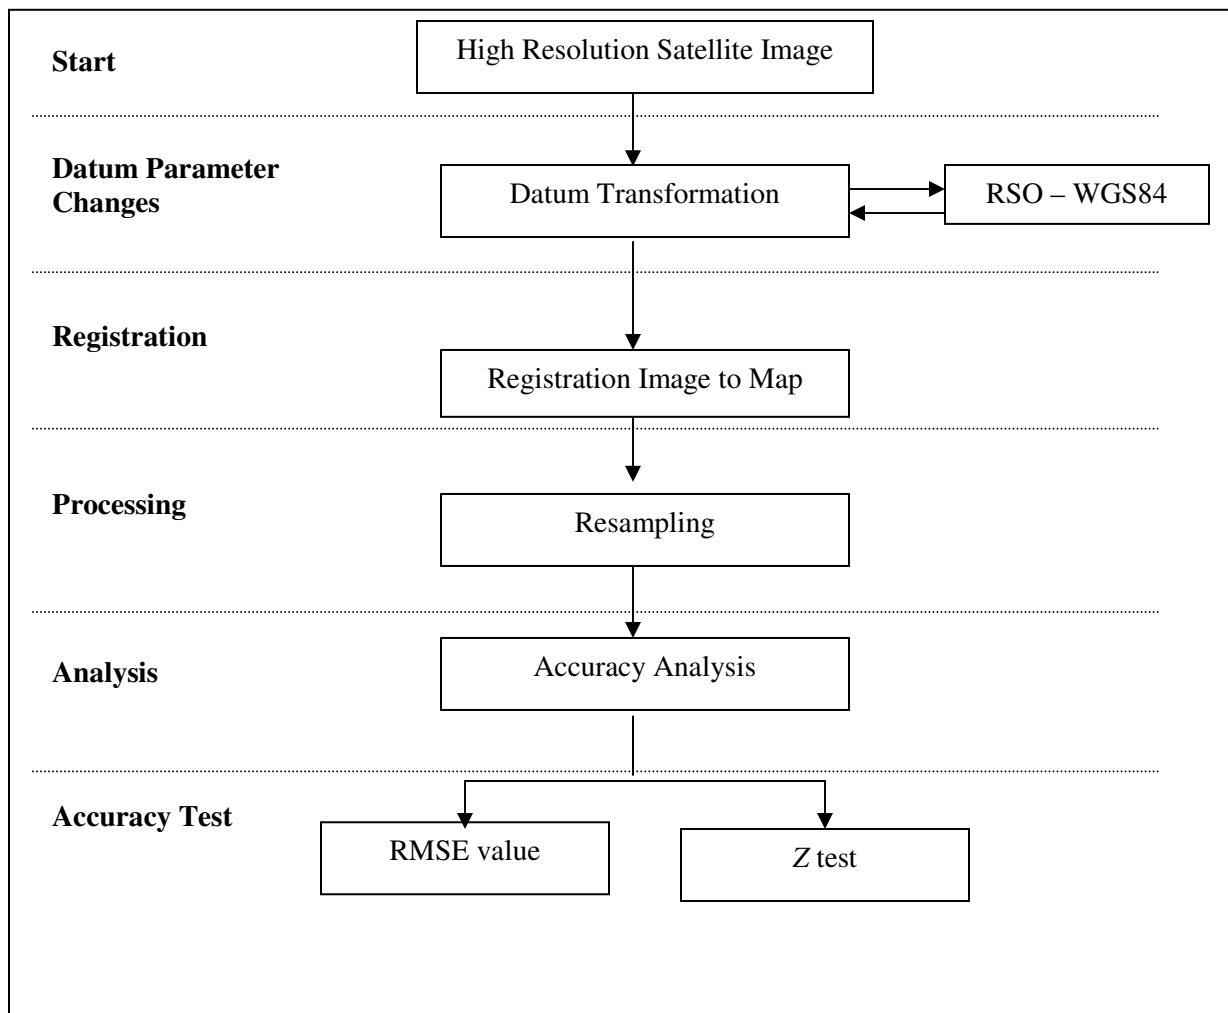 Start
High Resolution Satellite Image
Datum Parameter
Changes
Datum Transformation
RSO – WGS84
Registration
Registration Image to Map
Processing
Resampling
Analysis
Accuracy Analysis
Accuracy Test
RMSE value
Z test